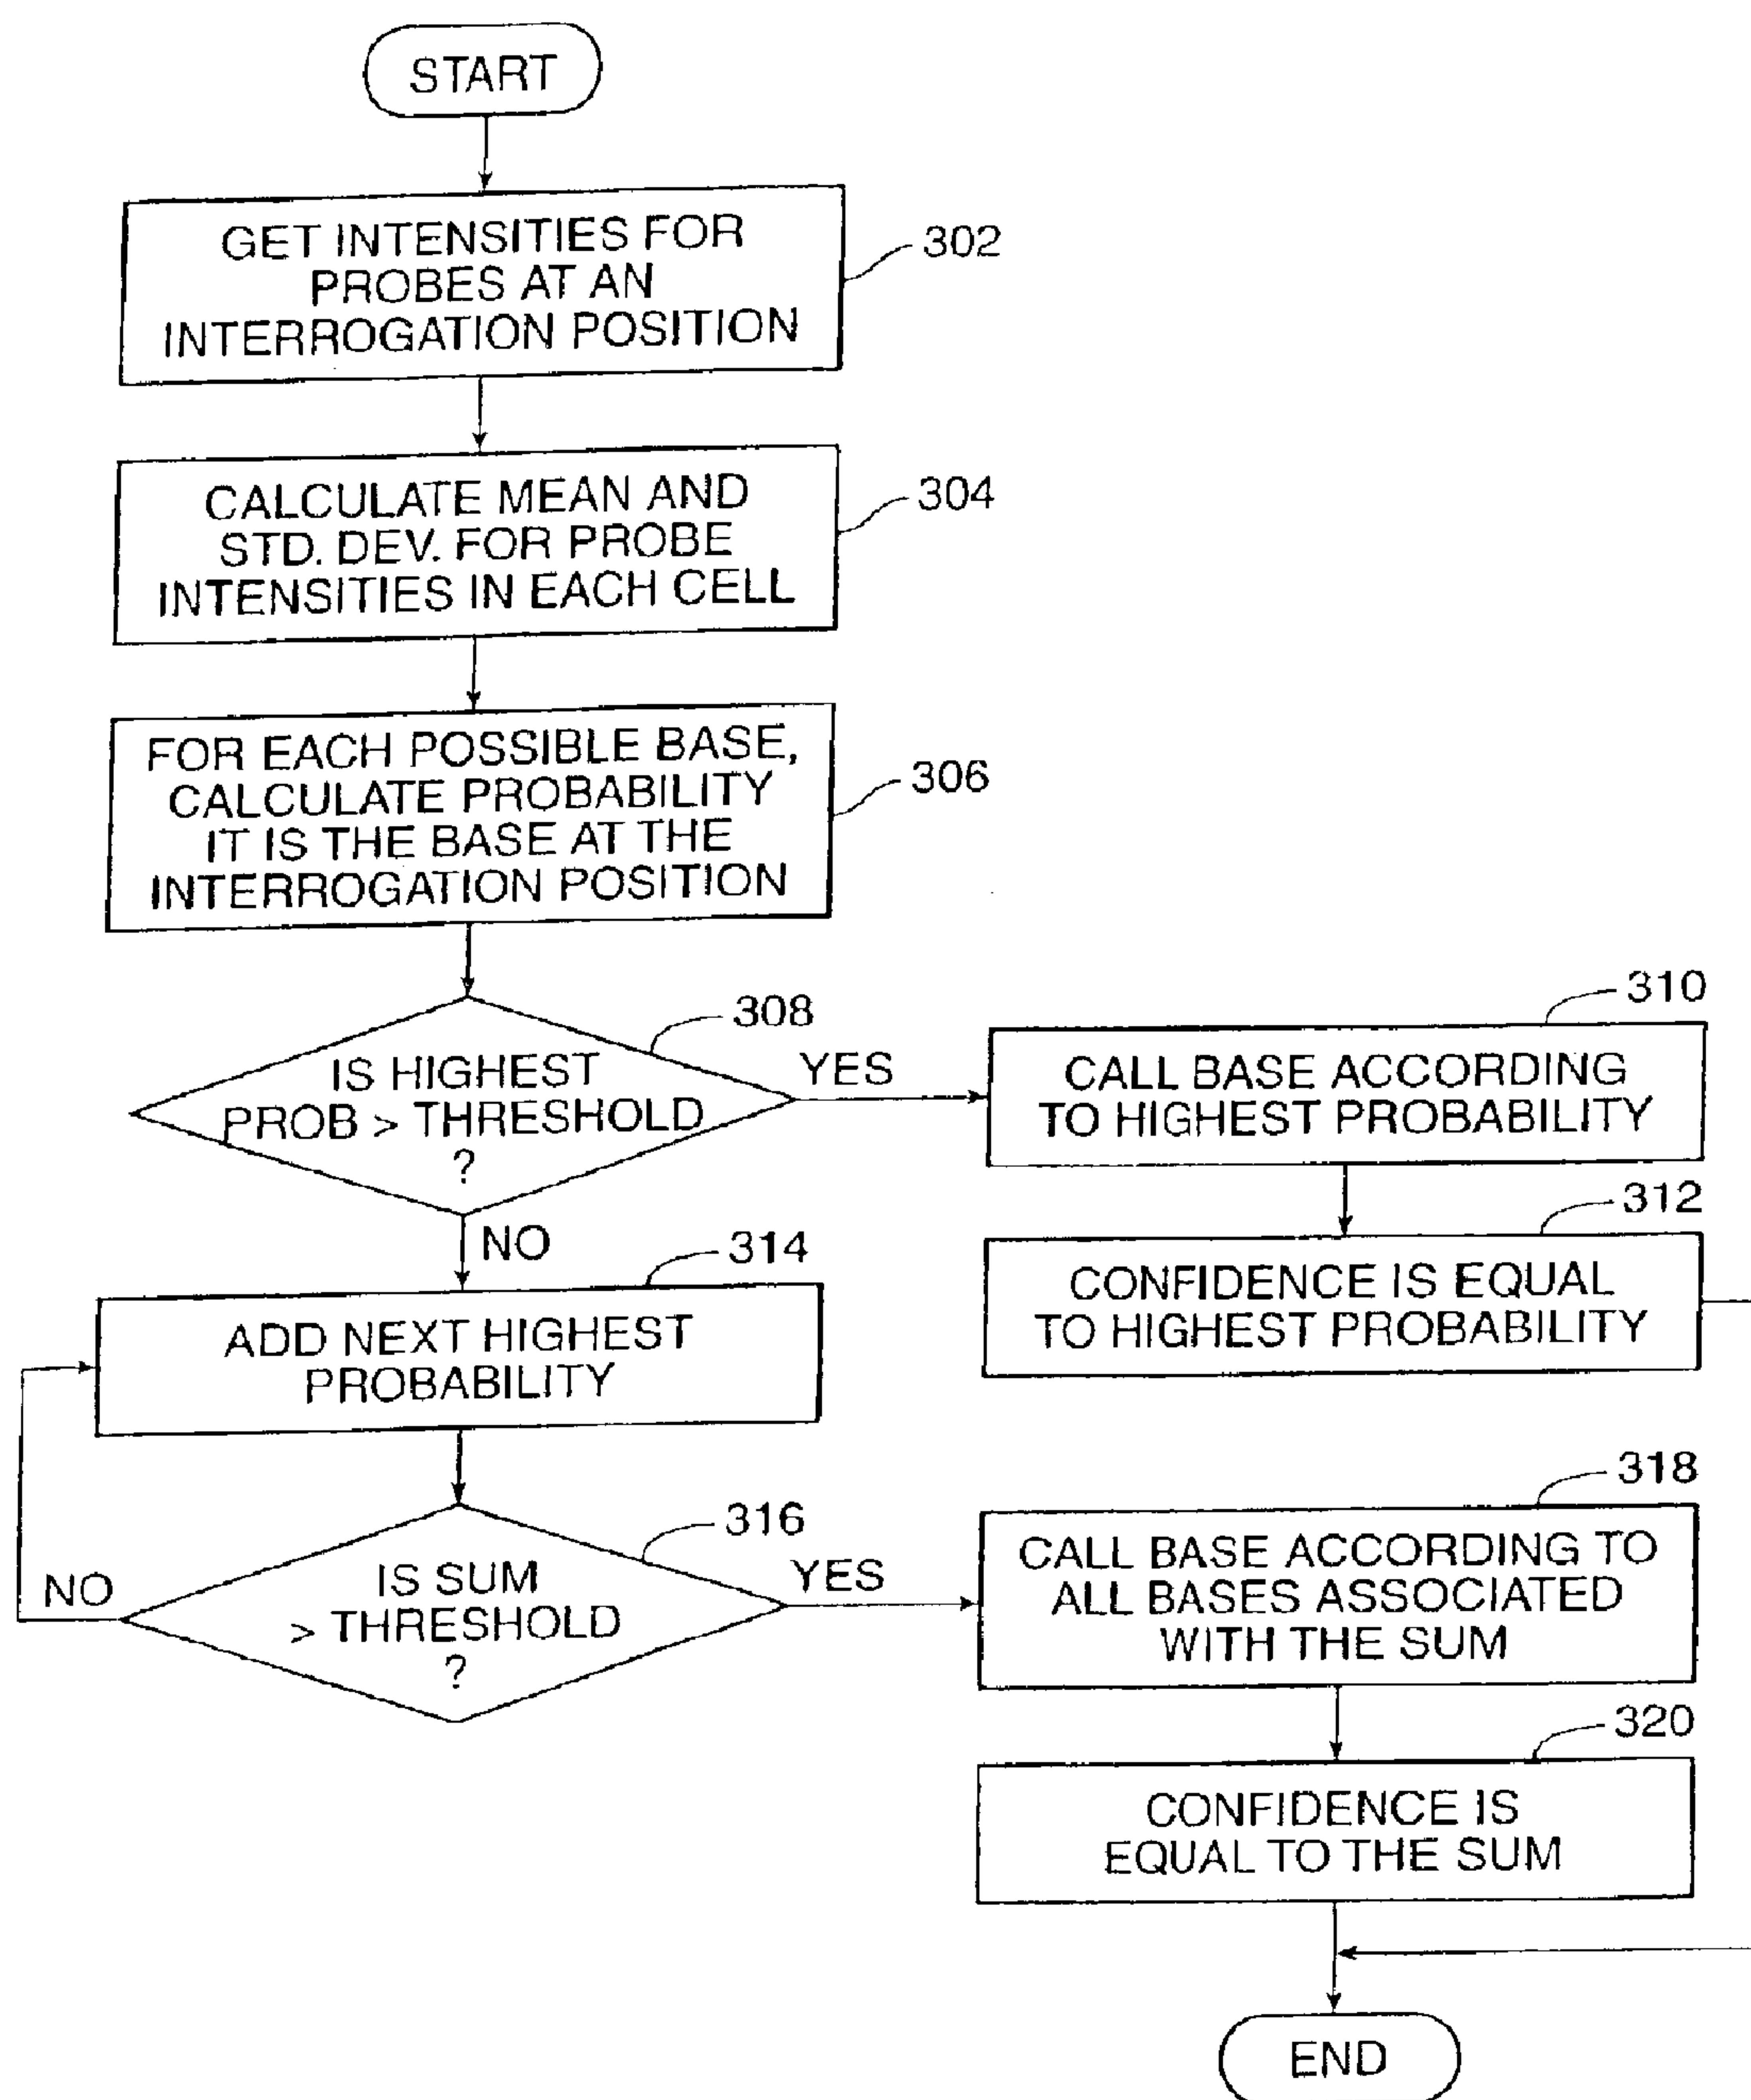 START
GET INTENSITIES FOR
PROBES AT AN
INTERROGATION POSITION
302
CALCULATE MEAN AND
STD. DEV. FOR PROBE
INTENSITIES IN EACH CELL
304
FOR EACH POSSIBLE BASE,
CALCULATE PROBABILITY
IT IS THE BASE AT THE
INTERROGATION POSITION
306
308
IS HIGHEST
PROB > THRESHOLD
?
YES
310
CALL BASE ACCORDING
TO HIGHEST PROBABILITY
312
CONFIDENCE IS EQUAL
TO HIGHEST PROBABILITY
NO
314
ADD NEXT HIGHEST
PROBABILITY
316
IS SUM
> THRESHOLD
?
NO
YES
318
CALL BASE ACCORDING TO
ALL BASES ASSOCIATED
WITH THE SUM
320
CONFIDENCE IS
EQUAL TO THE SUM
END